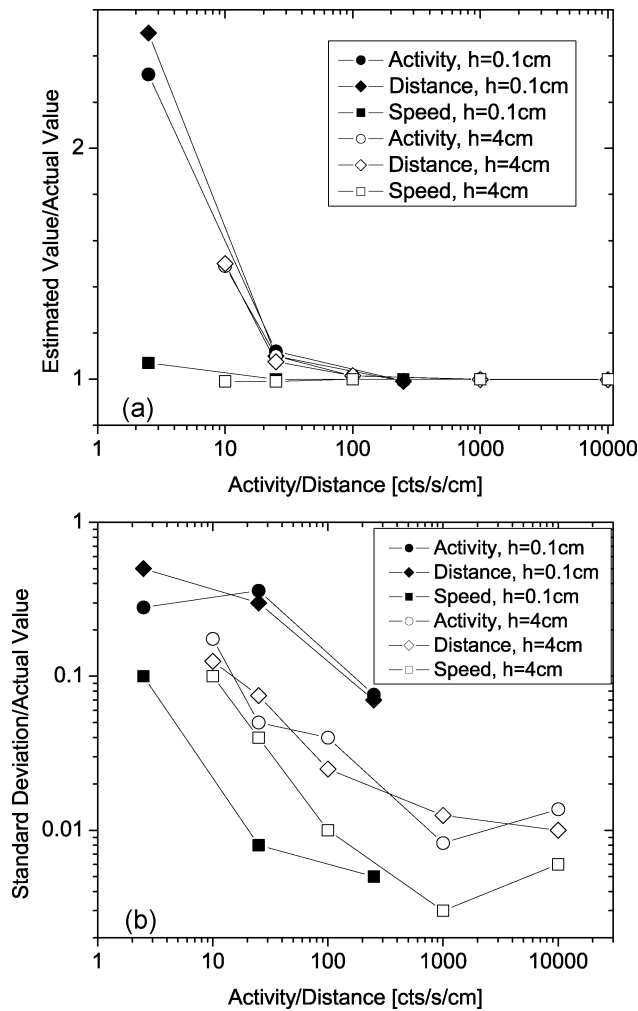 2
1
Estimated Value/Actual Value
Activity, h=0.1cm
Distance, h=0.1cm
Speed, h=0.1cm
Activity, h=4cm
Distance, h=4cm
Speed, h=4cm
(a)
1 10 100 1000 10000
Activity/Distance [cts/s/cm]
1
0.1
0.01
Standard Deviation/Actual Value
Activity, h=0.1cm
Distance, h=0.1cm
Speed, h=0.1cm
Activity, h=4cm
Distance, h=4cm
Speed, h=4cm
(b)
1 10 100 1000 10000
Activity/Distance [cts/s/cm]